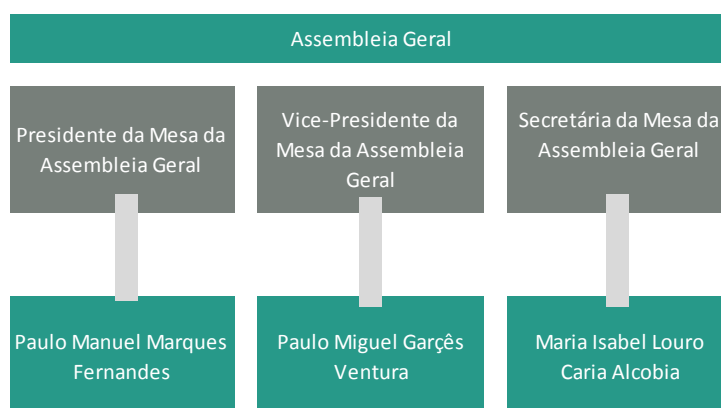 Assembleia Geral
Presidente da Mesa da
Assembleia Geral
Vice-Presidente da
Mesa da Assembleia
Geral
Secretária da Mesa da
Assembleia Geral
Paulo Manuel Marques
Fernandes
Paulo Miguel Garçês
Ventura
Maria Isabel Louro
Caria Alcobia